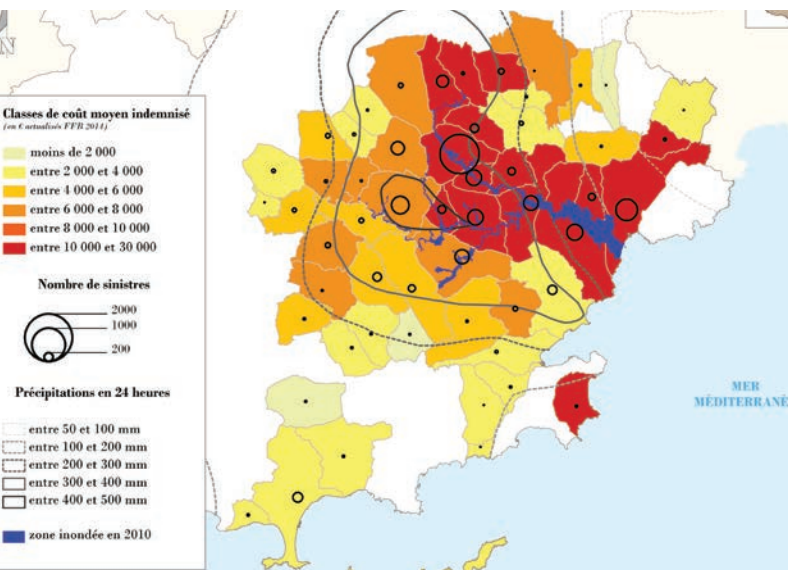 N
Classes de coût moyen indemnisé
(en € actualisés FFB 2014)
moins de 2 000
entre 2 000 et 4 000
entre 4 000 et 6 000
entre 6 000 et 8 000
entre 8 000 et 10 000
entre 10 000 et 30 000
Nombre de sinistres
2000
1000
200
Précipitations en 24 heures
entre 50 et 100 mm
entre 100 et 200 mm
entre 200 et 300 mm
entre 300 et 400 mm
entre 400 et 500 mm
zone inondée en 2010
MER
MÉDITERRANÉ